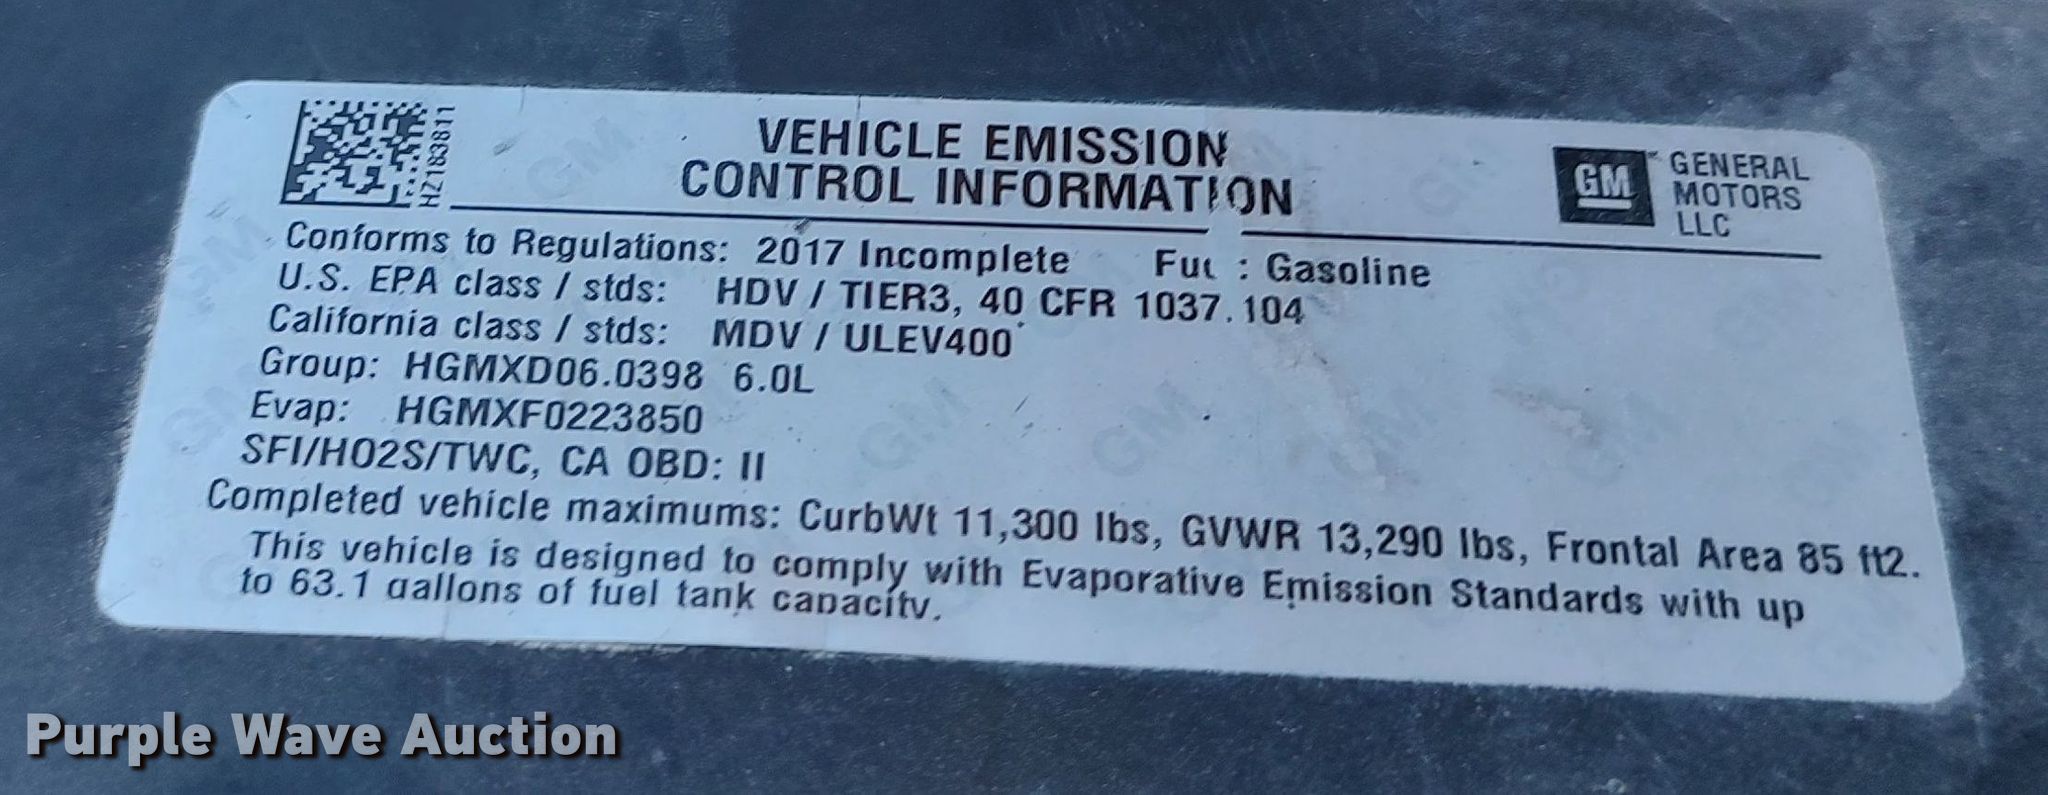 HZ183811
VEHICLE EMISSION
CONTROL INFORMATION
GM GENERAL
MOTORS
LLC
Conforms to Regulations: 2017 Incomplete : Gasoline
U.S. EPA class / stds: HDV / TIER3, 40 CFR 1037.104
California class / stds: MDV / ULEV400
Group: HGMXD06.0398 6.0L
Evap: HGMXF0223850
SFI/HO2S/TWC, CA OBD: II
Completed vehicle maximums: CurbWt 11,300 lbs, GVWR 13,290 lbs, Frontal Area 85 ft2.
This vehicle is designed to comply with Evaporative Emission Standards with up
to 63.1 gallons of fuel tank capacity.
Purple Wave Auction